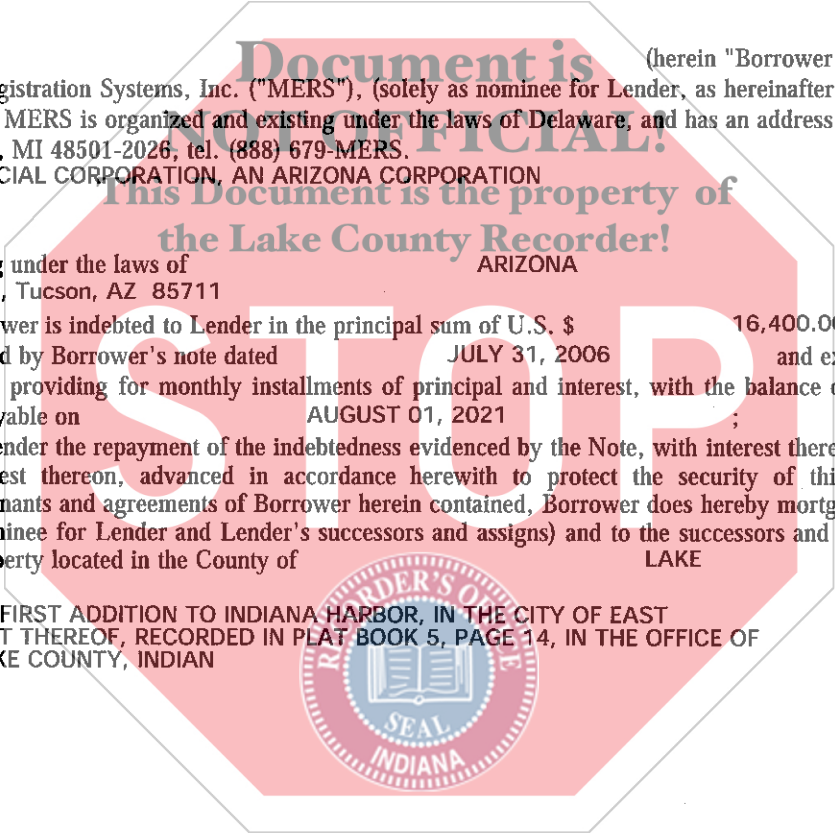 Document is
(herein "Borrower
gistration Systems, Inc. ("MERS"), (solely as nominee for Lender, as hereinafter
MERS is organized and existing under the laws of Delaware, and has an address
NOT OFFICIAL!
, MI 48501-2026, tel. (888) 679-MERS.
CIAL CORPORATION, AN ARIZONA CORPORATION
This Document is the property of
the Lake County Recorder!
under the laws of ARIZONA
, Tucson, AZ 85711
wer is indebted to Lender in the principal sum of U.S. $ 16,400.0
d by Borrower's note dated JULY 31, 2006 and e
providing for monthly installments of principal and interest, with the balance
yable on AUGUST 01, 2021 ;
STOP
ender the repayment of the indebtedness evidenced by the Note, with interest there
est thereon, advanced in accordance herewith to protect the security of thi
nants and agreements of Borrower herein contained, Borrower does hereby mortg
inee for Lender and Lender's successors and assigns) and to the successors and
erty located in the County of LAKE
FIRST ADDITION TO INDIANA HARBOR, IN THE CITY OF EAST
T THEREOF, RECORDED IN PLAT BOOK 5, PAGE 14, IN THE OFFICE OF
KE COUNTY, INDIAN
RECORDER'S OFFICE
SEAL
INDIANA